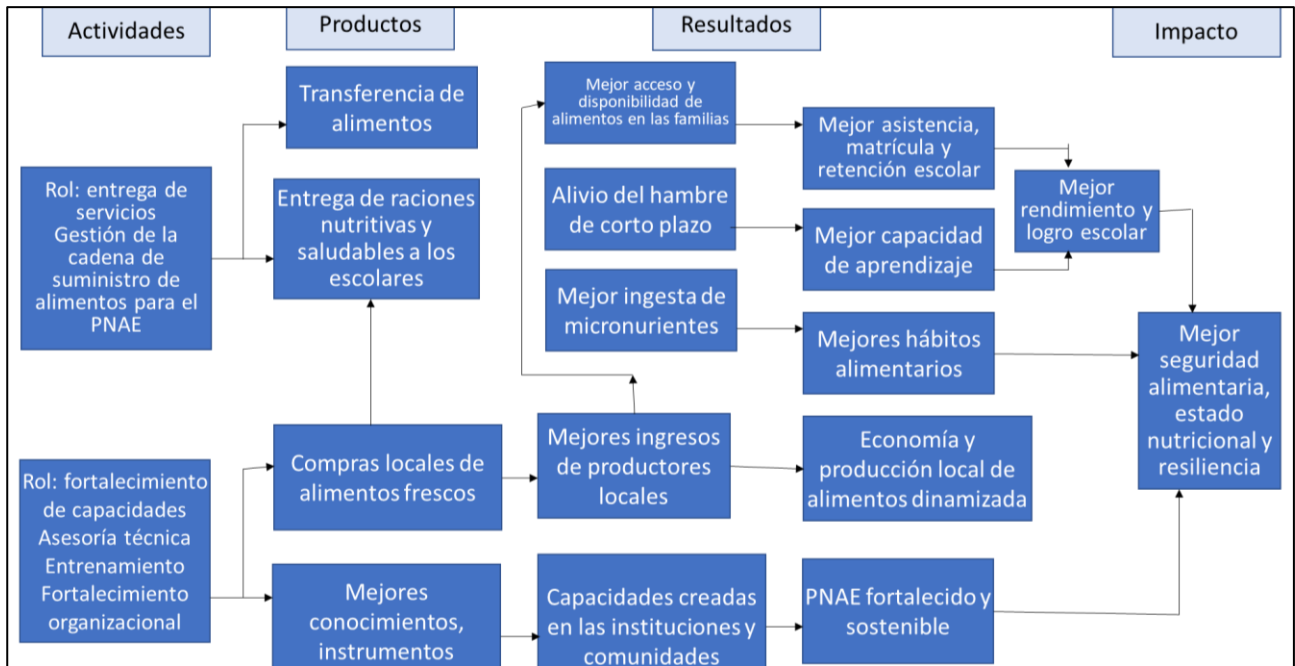 Actividades
Productos
Resultados
Impacto
Transferencia de
alimentos
Mejor acceso y
disponibilidad de
alimentos en las familias
Mejor asistencia,
matrícula y
retención escolar
Rol: entrega de
servicios
Gestión de la
cadena de
suministro de
alimentos para el
PNAE
Entrega de raciones
nutritivas y
saludables a los
escolares
Alivio del hambre
de corto plazo
Mejor capacidad
de aprendizaje
Mejor
rendimiento y
logro escolar
Mejor ingesta de
micronurientes
Mejores hábitos
alimentarios
Mejor
seguridad
alimentaria,
estado
nutricional y
resiliencia
Rol: fortalecimiento
de capacidades
Asesoría técnica
Entrenamiento
Fortalecimiento
organizacional
Compras locales de
alimentos frescos
Mejores ingresos
de productores
locales
Economía y
producción local de
alimentos dinamizada
Mejores
conocimientos,
instrumentos
Capacidades creadas
en las instituciones y
comunidades
PNAE fortalecido y
sostenible